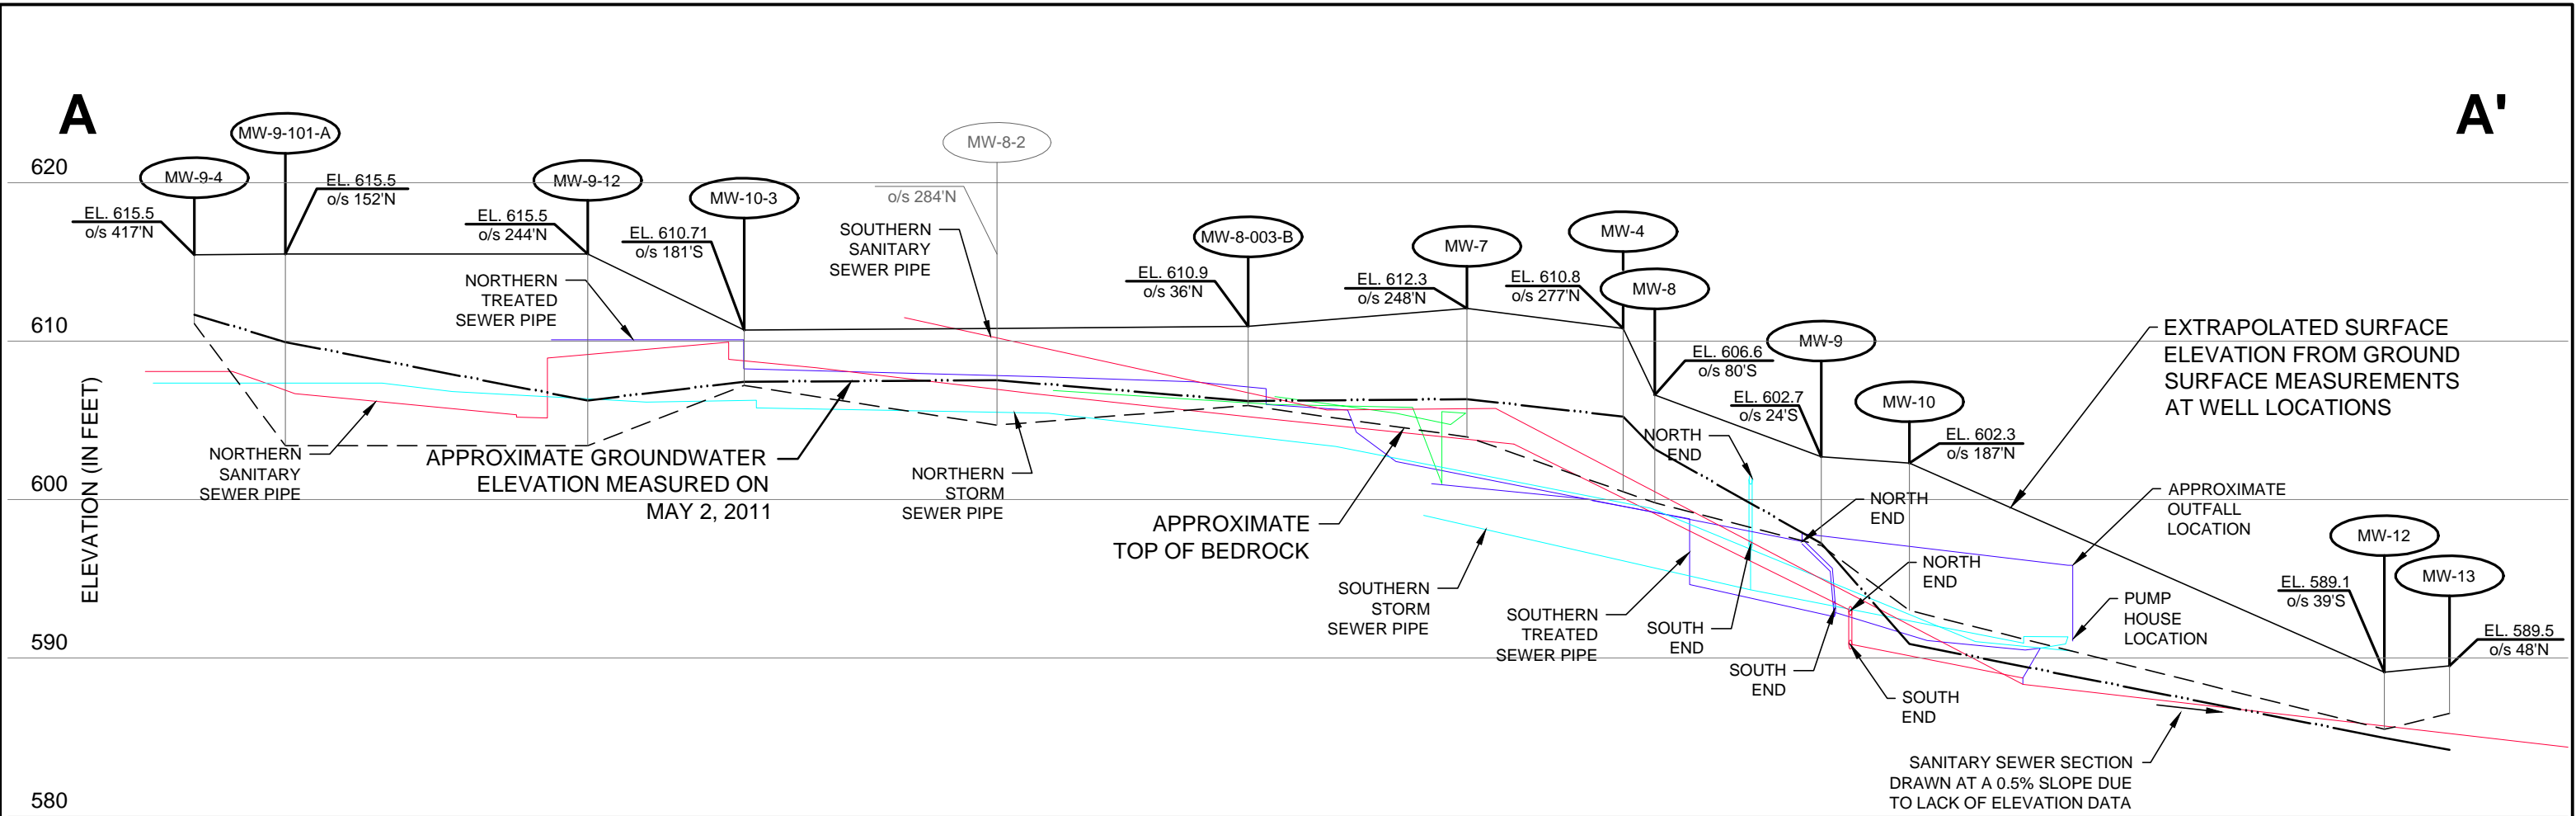 A
A'
MW-9-101-A
MW-8-2
620
MW-9-4
EL. 615.5
o/s 152'N
MW-9-12
MW-10-3
o/s 284'N
EL. 615.5
o/s 417'N
EL. 615.5
o/s 244'N
EL. 610.71
o/s 181'S
SOUTHERN
SANITARY
SEWER PIPE
MW-8-003-B
MW-7
MW-4
EL. 610.9
o/s 36'N
EL. 612.3
o/s 248'N
EL. 610.8
o/s 277'N
MW-8
NORTHERN
TREATED
SEWER PIPE
610
EL. 606.6
o/s 80'S
MW-9
EXTRAPOLATED SURFACE
ELEVATION FROM GROUND
SURFACE MEASUREMENTS
AT WELL LOCATIONS
EL. 602.7
o/s 24'S
MW-10
EL. 602.3
o/s 187'N
ELEVATION (IN FEET)
NORTHERN
SANITARY
SEWER PIPE
APPROXIMATE GROUNDWATER
ELEVATION MEASURED ON
MAY 2, 2011
NORTHERN
STORM
SEWER PIPE
NORTH
END
600
APPROXIMATE
TOP OF BEDROCK
NORTH
END
APPROXIMATE
OUTFALL
LOCATION
MW-12
MW-13
NORTH
END
SOUTHERN
STORM
SEWER PIPE
SOUTHERN
TREATED
SEWER PIPE
SOUTH
END
PUMP
HOUSE
LOCATION
EL. 589.1
o/s 39'S
EL. 589.5
o/s 48'N
590
SOUTH
END
SOUTH
END
SANITARY SEWER SECTION
DRAWN AT A 0.5% SLOPE DUE
TO LACK OF ELEVATION DATA
580